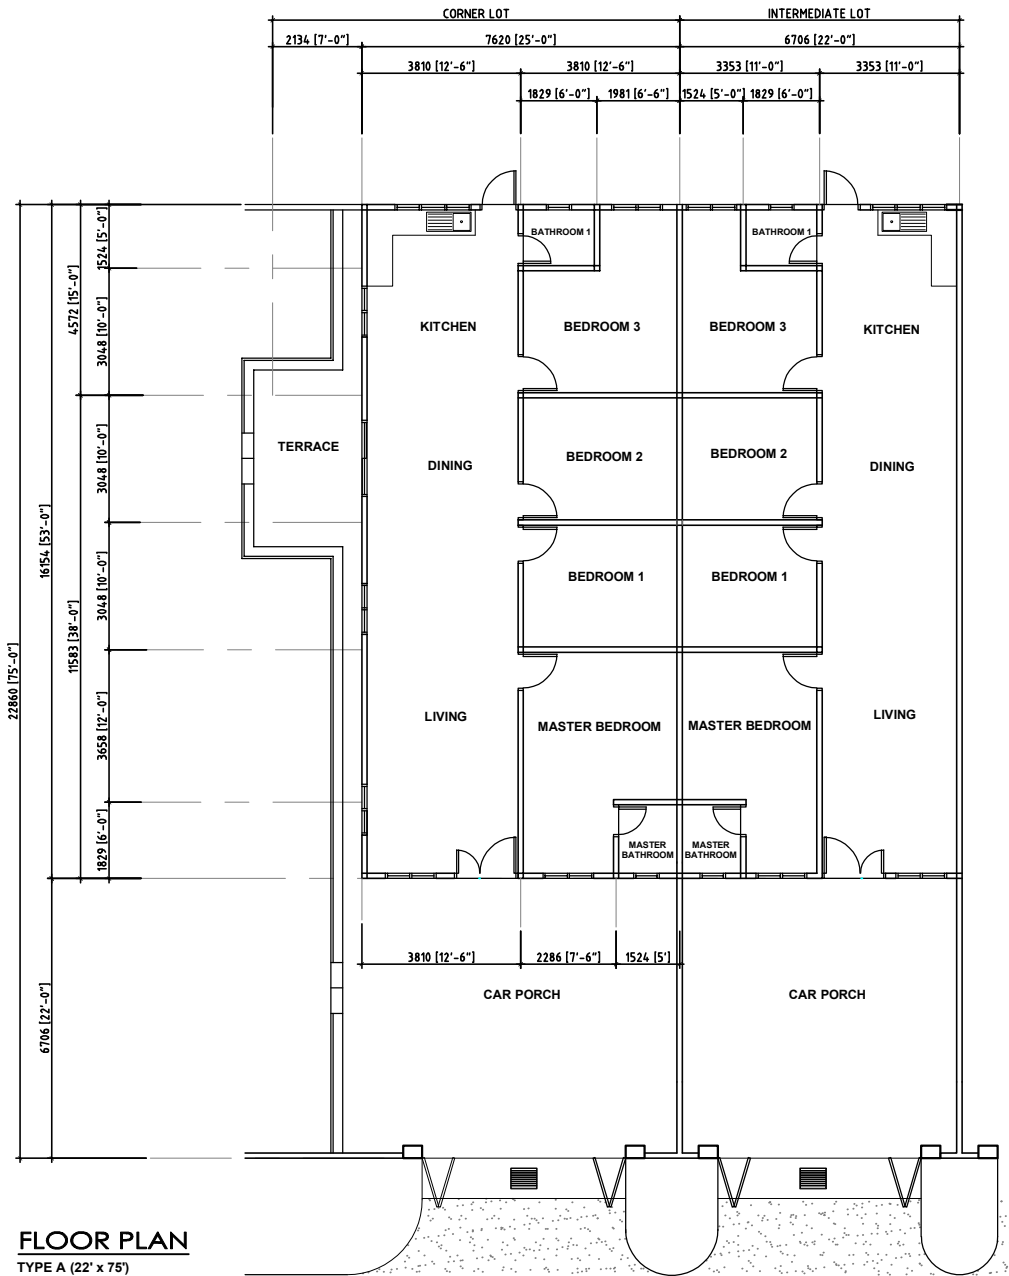 CORNER LOT
INTERMEDIATE LOT
2134 [7'-0"]
7620 [25'-0"]
6706 [22'-0"]
3810 [12'-6"]
3810 [12'-6"]
3353 [11'-0"]
3353 [11'-0"]
1829 [6'-0"]
1981 [6'-6"]
1524 [5'-0"]
1829 [6'-0"]
22860 [75'-0"]
16154 [53'-0"]
6706 [22'-0"]
4572 [15'-0"]
11583 [38'-0"]
1524 [5'-0"]
3048 [10'-0"]
3048 [10'-0"]
3048 [10'-0"]
3658 [12'-0"]
1829 [6'-0"]
BATHROOM 1
BATHROOM 1
KITCHEN
BEDROOM 3
BEDROOM 3
KITCHEN
TERRACE
DINING
BEDROOM 2
BEDROOM 2
DINING
BEDROOM 1
BEDROOM 1
LIVING
MASTER BEDROOM
MASTER BEDROOM
LIVING
MASTER
BATHROOM
MASTER
BATHROOM
3810 [12'-6"]
2286 [7'-6"]
1524 [5']
CAR PORCH
CAR PORCH
FLOOR PLAN
TYPE A (22' x 75')